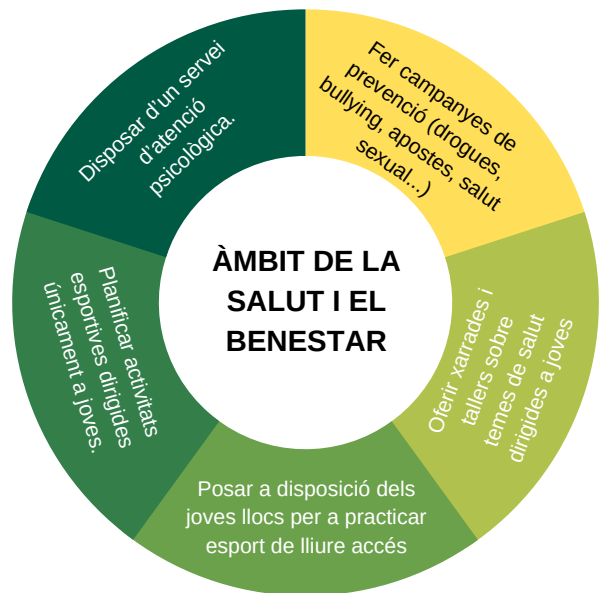 ÀMBIT DE LA
SALUT I EL
BENESTAR
Fer campanyes de
prevenció (drogues,
bullying, apostes, salut
sexual...)
Oferir xarrades i
tallers sobre
temes de salut
dirigides a joves
Posar a disposició dels
joves llocs per a practicar
esport de lliure accés
Planificar activitats
esportives dirigides
únicament a joves.
Disposar d'un servei
d'atenció
psicològica.